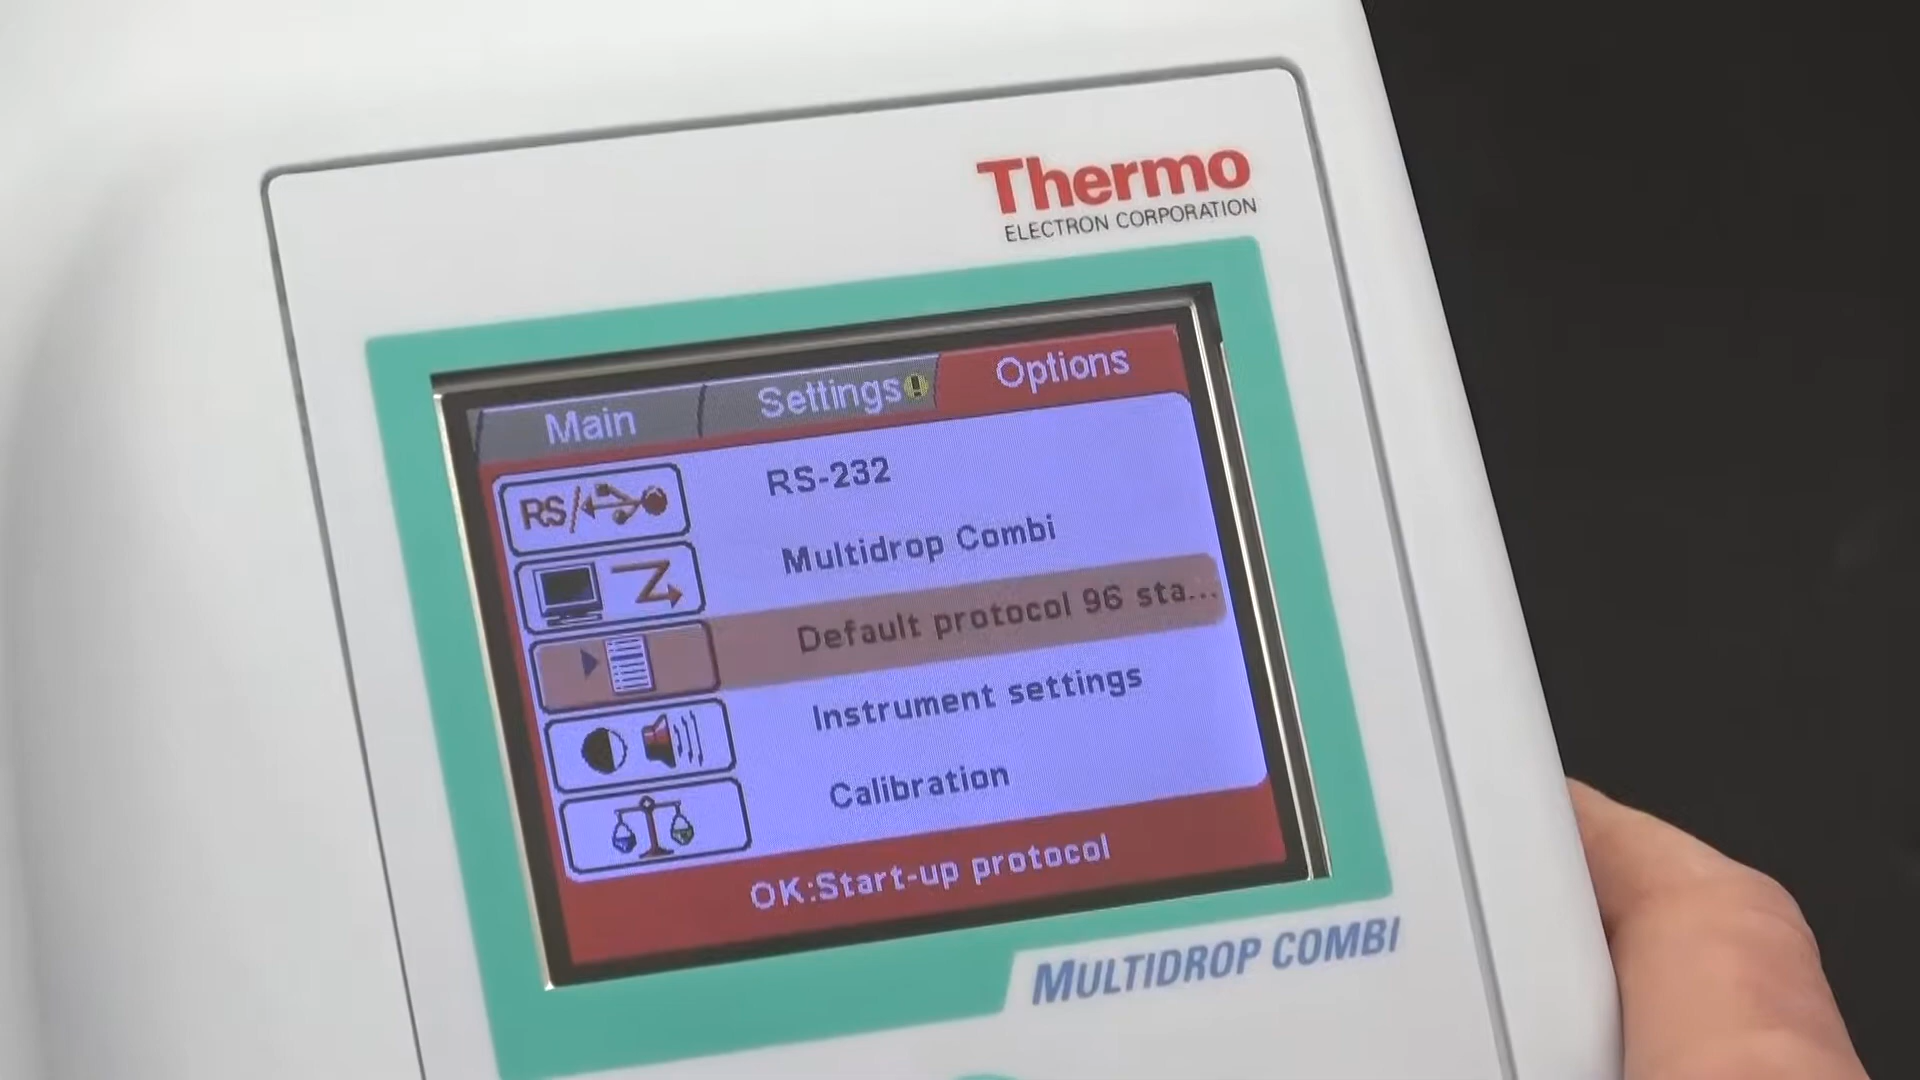 Thermo
ELECTRON CORPORATION
Main
Settings
Options
RS/
RS-232
Multidrop Combi
Default protocol 96 sta...
Instrument settings
Calibration
OK:Start-up protocol
MULTIDROP COMBI